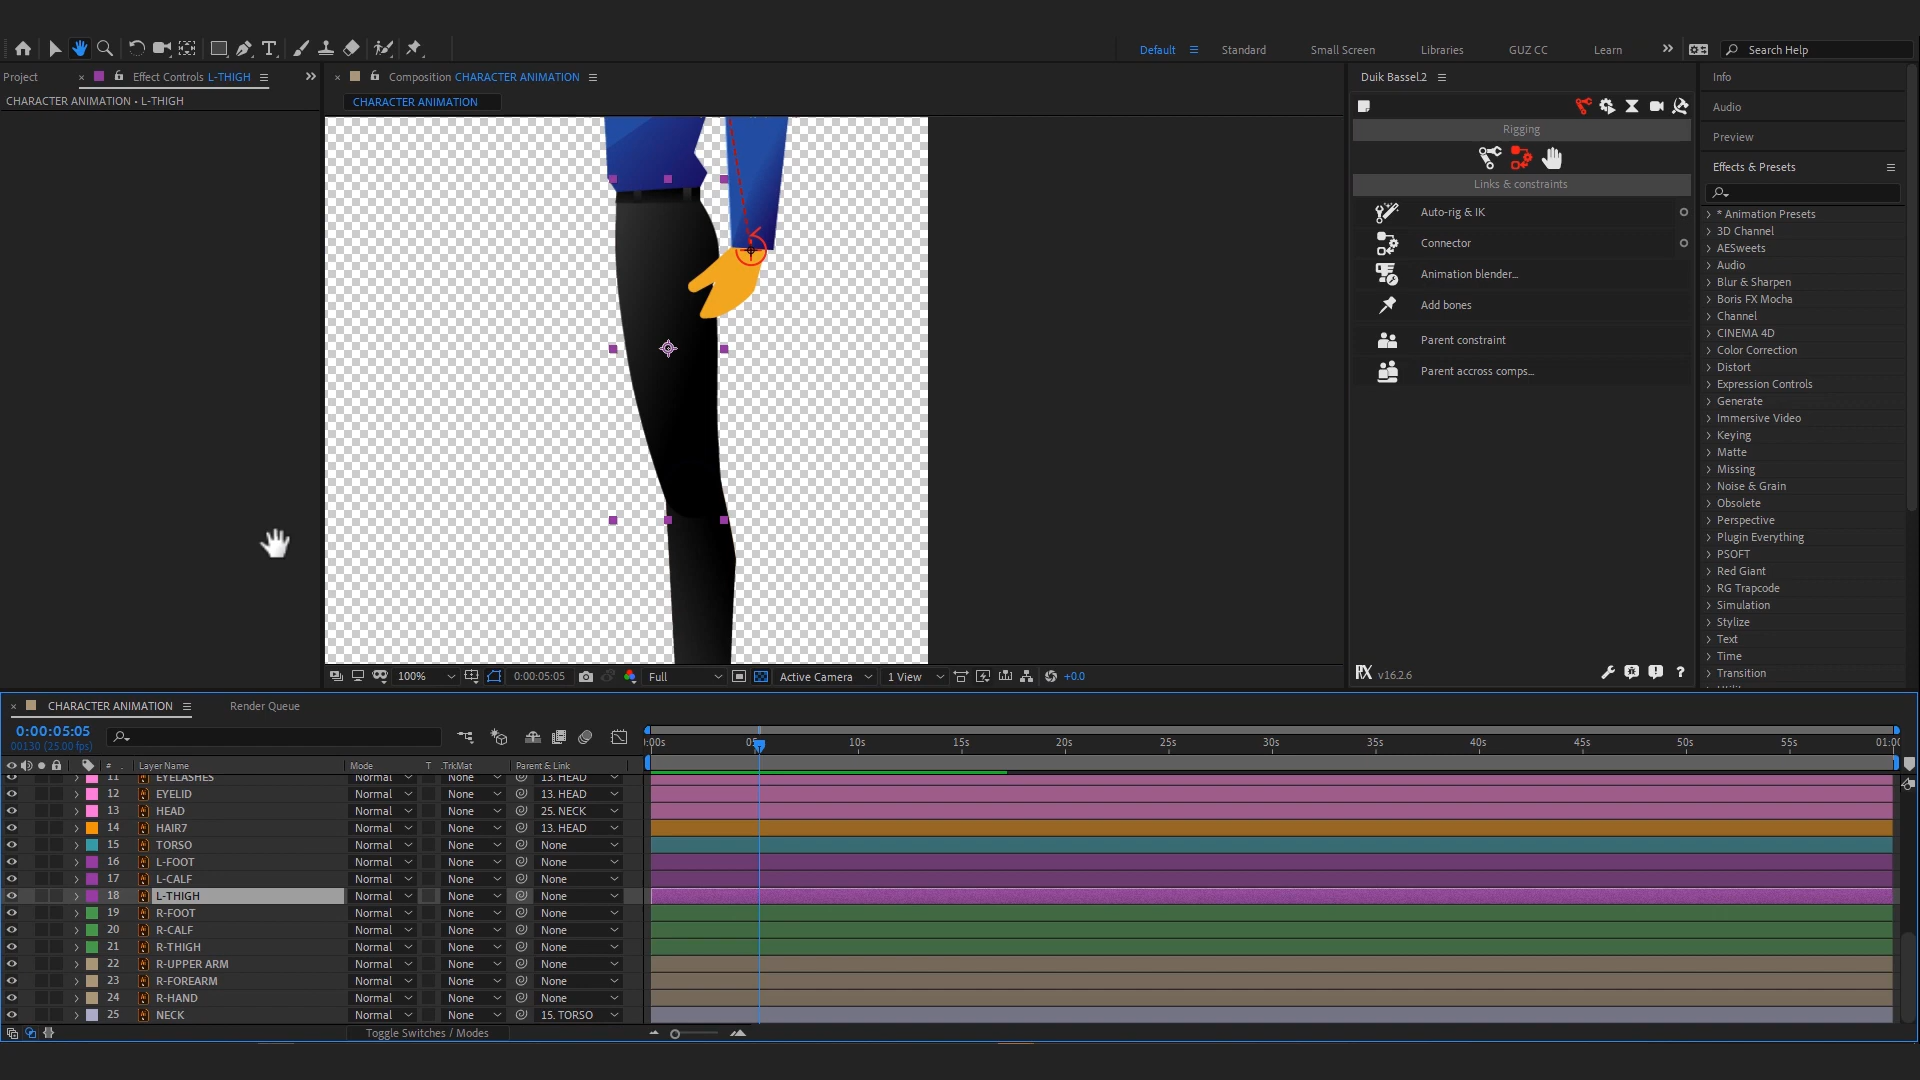 Default
Standard
Small Screen
Libraries
GUZ CC
Learn
Search Help
Project
Effect Controls L-THIGH
Composition CHARACTER ANIMATION
Duik Bassel.2
Info
CHARACTER ANIMATION • L-THIGH
CHARACTER ANIMATION
Audio
Rigging
Preview
Links & constraints
Effects & Presets
Auto-rig & IK
Connector
Animation blender...
Add bones
Parent constraint
Parent accross comps...
* Animation Presets
3D Channel
AESweets
Audio
Blur & Sharpen
Boris FX Mocha
Channel
CINEMA 4D
Color Correction
Distort
Expression Controls
Generate
Immersive Video
Keying
Matte
Missing
Noise & Grain
Obsolete
Perspective
Plugin Everything
PSOFT
Red Giant
RG Trapcode
Simulation
Stylize
Text
Time
Transition
100% 0:00:05:05 Full Active Camera 1 View +0.0
v16.2.6
CHARACTER ANIMATION
Render Queue
0:00:05:05
00130 (25.00 fps)
:00s 05 10s 15s 20s 25s 30s 35s 40s 45s 50s 55s 01:00
# Layer Name Mode T .TrkMat Parent & Link
11 EYELASHES Normal None 13. HEAD
12 EYELID Normal None 13. HEAD
13 HEAD Normal None 25. NECK
14 HAIR7 Normal None 13. HEAD
15 TORSO Normal None None
16 L-FOOT Normal None None
17 L-CALF Normal None None
18 L-THIGH Normal None None
19 R-FOOT Normal None None
20 R-CALF Normal None None
21 R-THIGH Normal None None
22 R-UPPER ARM Normal None None
23 R-FOREARM Normal None None
24 R-HAND Normal None None
25 NECK Normal None 15. TORSO
Toggle Switches / Modes